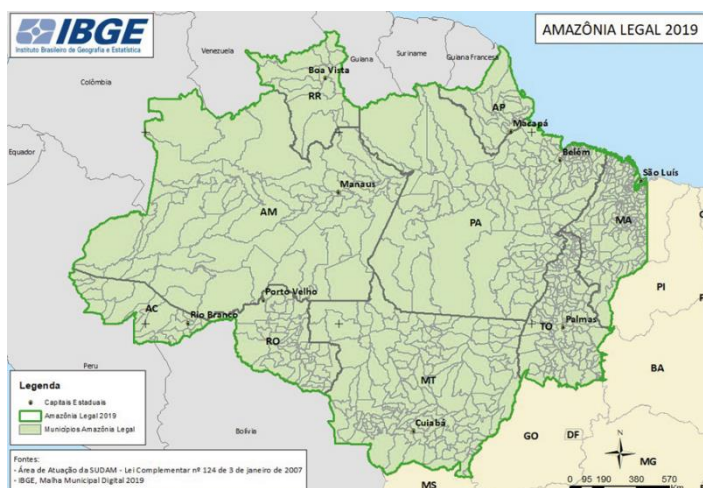 IBGE
Instituto Brasileiro de Geografia e Estatística
AMAZÔNIA LEGAL 2019
Venezuela
Suriname
Guiana
Guiana Francesa
Colômbia
Boa Vista
RR
AP
Macapá
Equador
Belém
São Luís
Manaus
AM
PA
MA
PI
Porto Velho
AC
Rio Branco
RO
TO
Palmas
Peru
MT
BA
Cuiabá
Bolívia
GO
DF
MG
MS
N
0 95 190 380 570
Km
Legenda
Capitais Estaduais
Amazônia Legal 2019
Municípios Amazônia Legal
Fontes:
- Área de Atuação da SUDAM - Lei Complementar nº 124 de 3 de janeiro de 2007
- IBGE, Malha Municipal Digital 2019